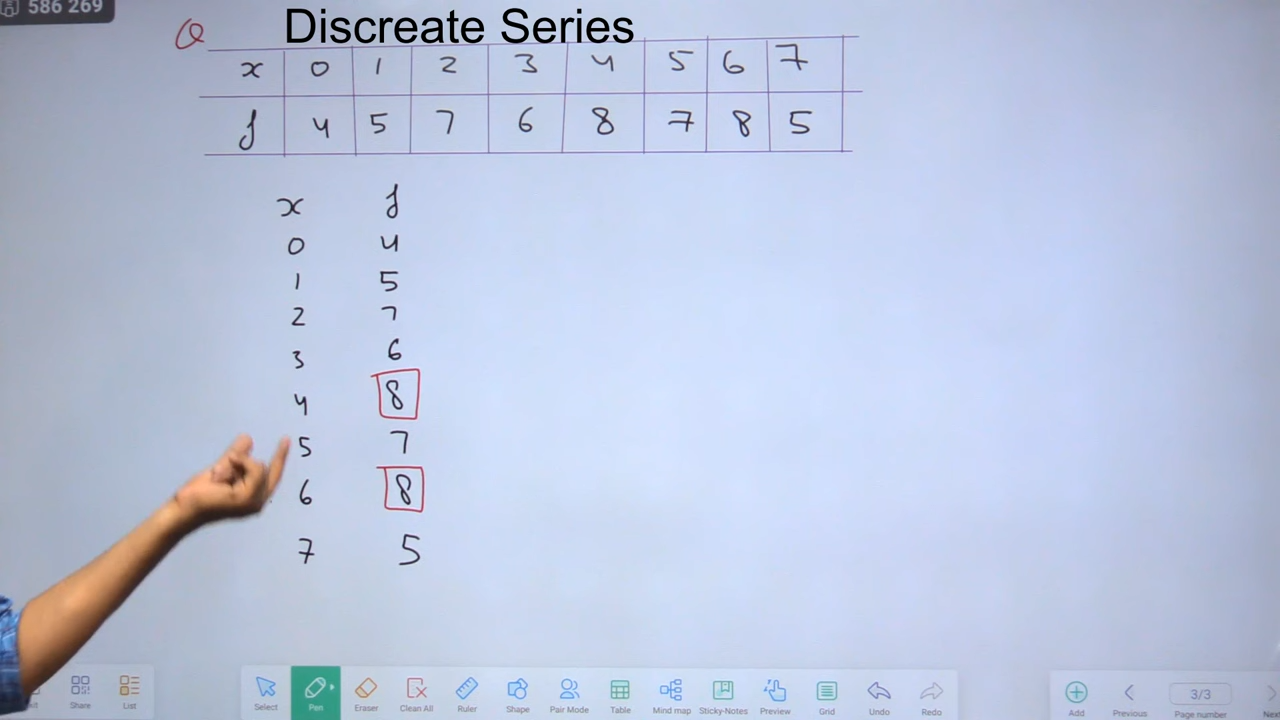 586 269
Discreate Series
Q
x 0 1 2 3 4 5 6 7
f 4 5 7 6 8 7 8 5
x f
0 4
1 5
2 7
3 6
4 8
5 7
6 8
7 5
Share List Select Pen Eraser Clean All Ruler Shape Pair Mode Table Mind map Sticky-Notes Preview Grid Undo Redo Add Previous 3/3 Page number